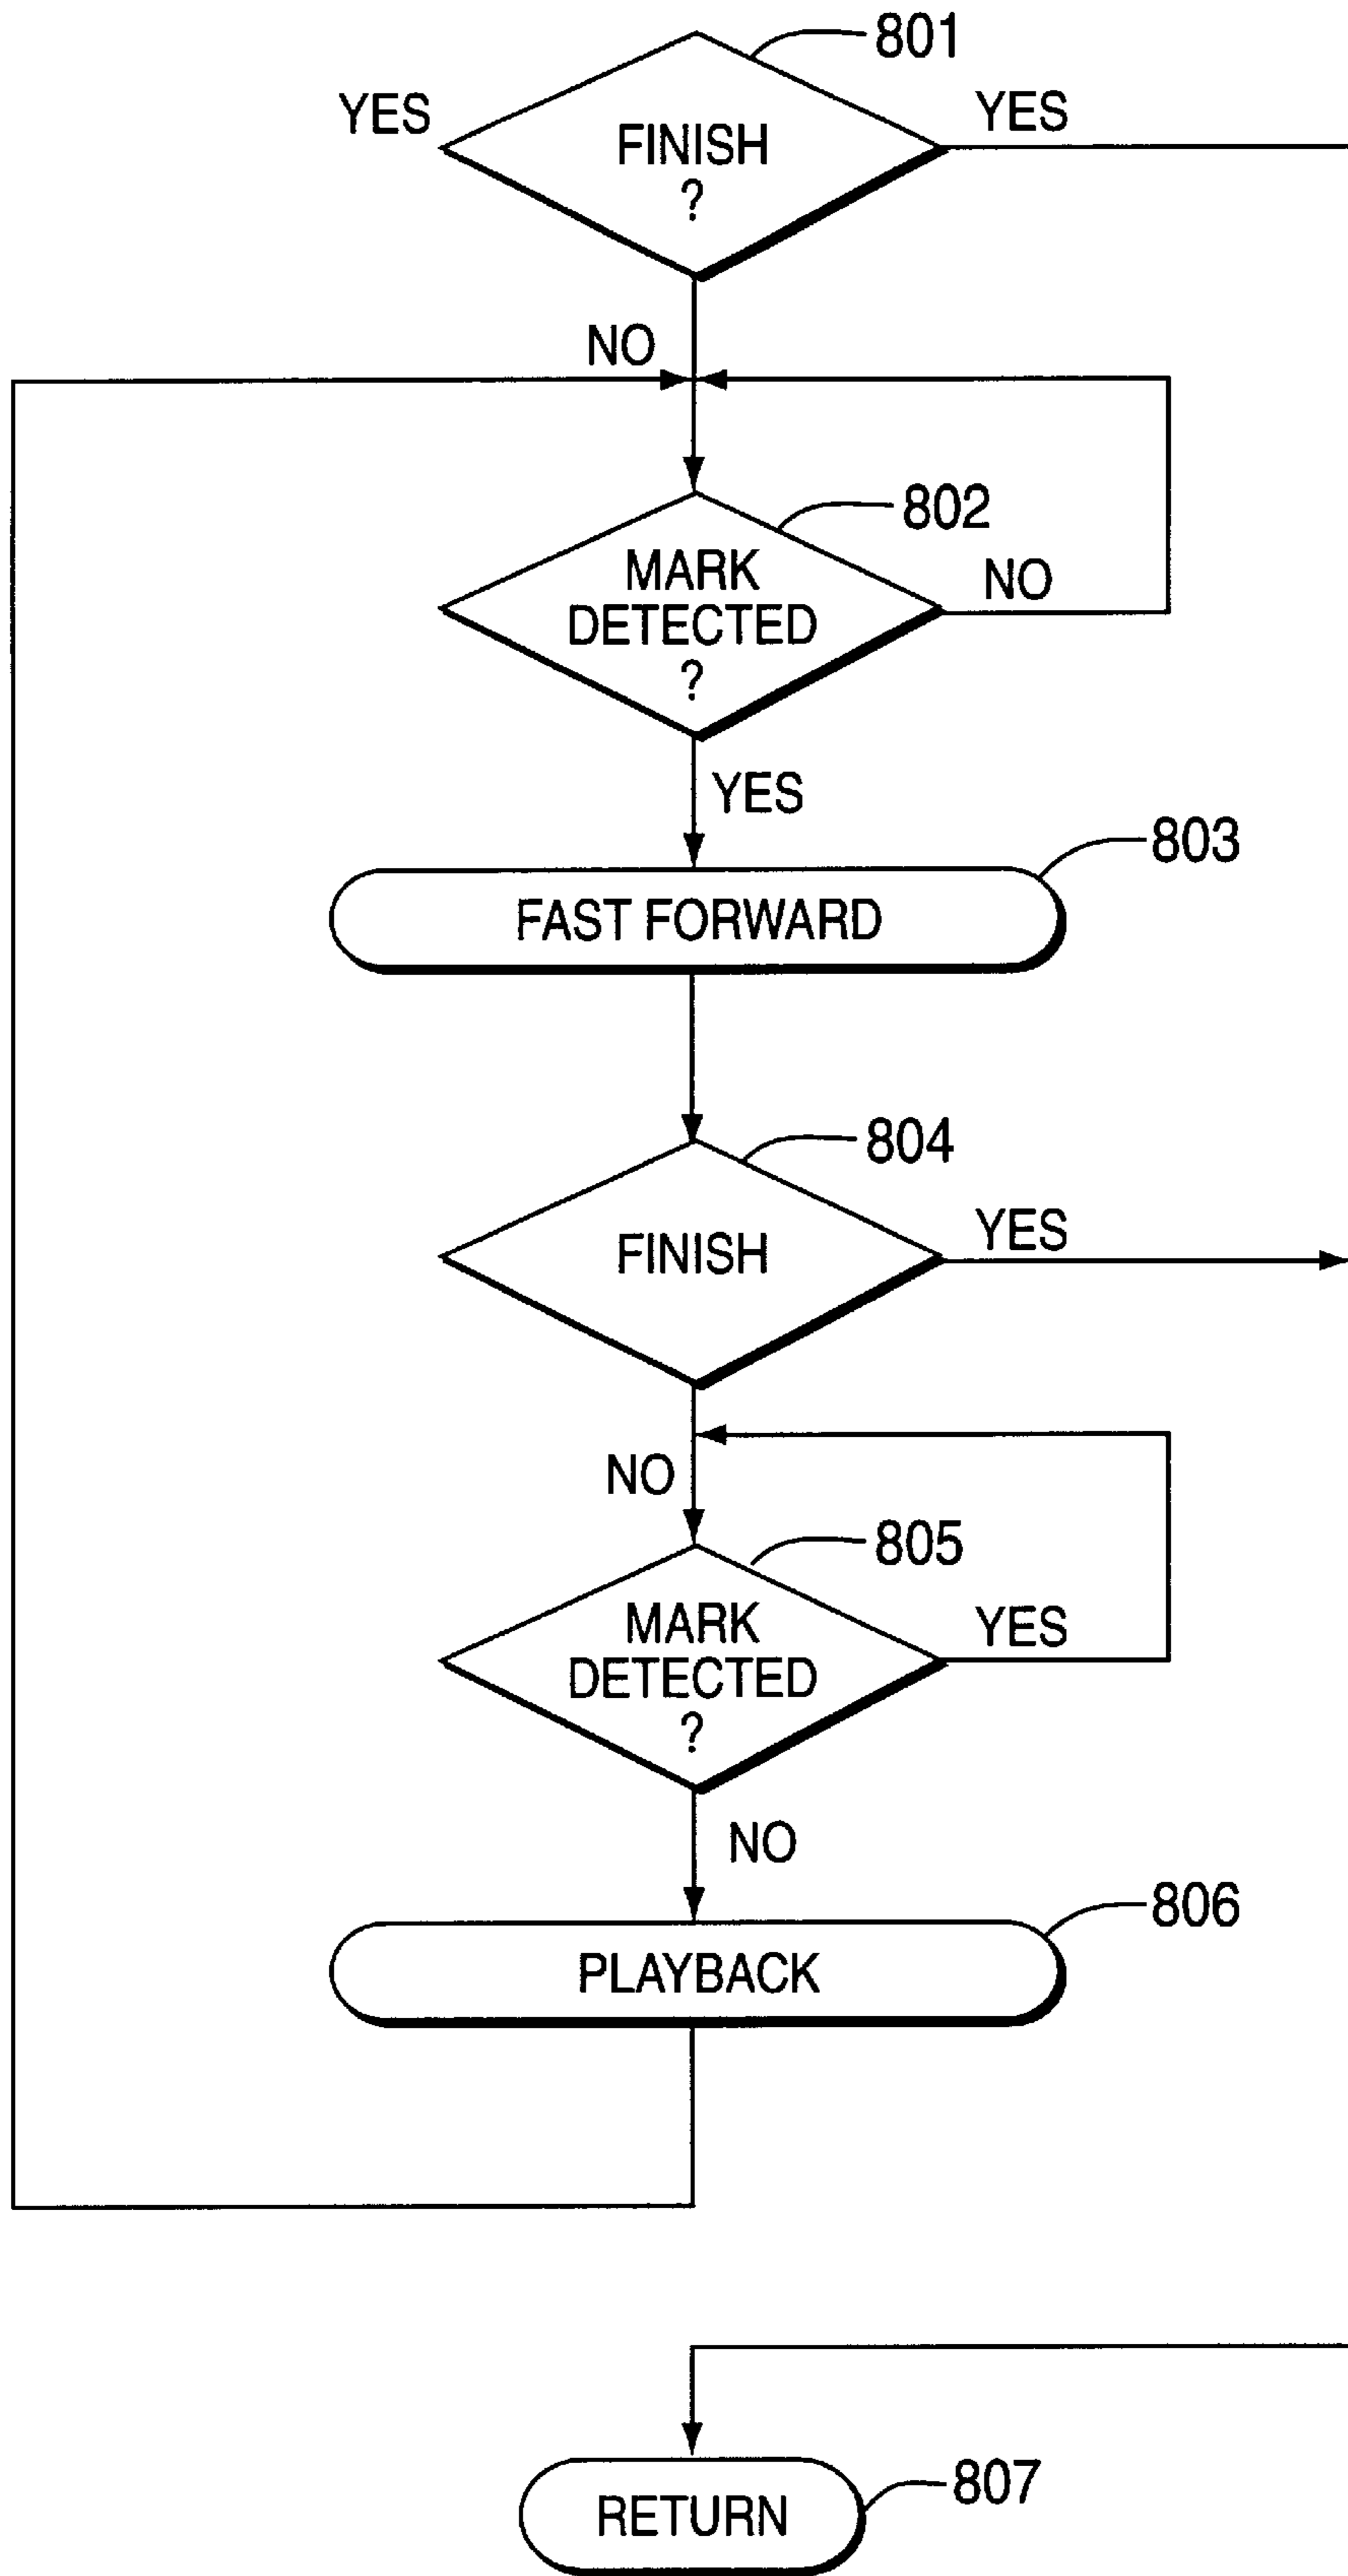 801
YES
YES
FINISH
?
NO
802
MARK
DETECTED
?
NO
YES
803
FAST FORWARD
804
FINISH
YES
NO
805
MARK
DETECTED
?
YES
NO
806
PLAYBACK
807
RETURN